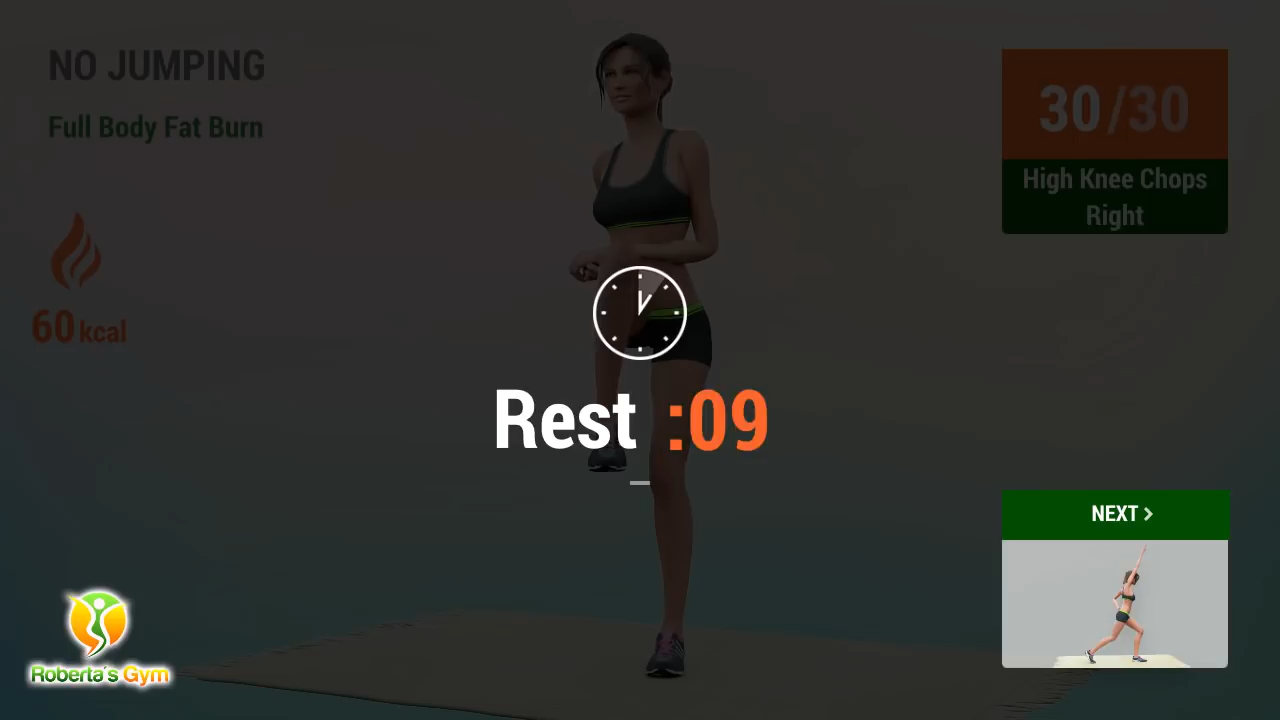 NO JUMPING
Full Body Fat Burn
60 kcal
30/30
High Knee Chops
Right
Rest :09
NEXT >
Roberta's Gym